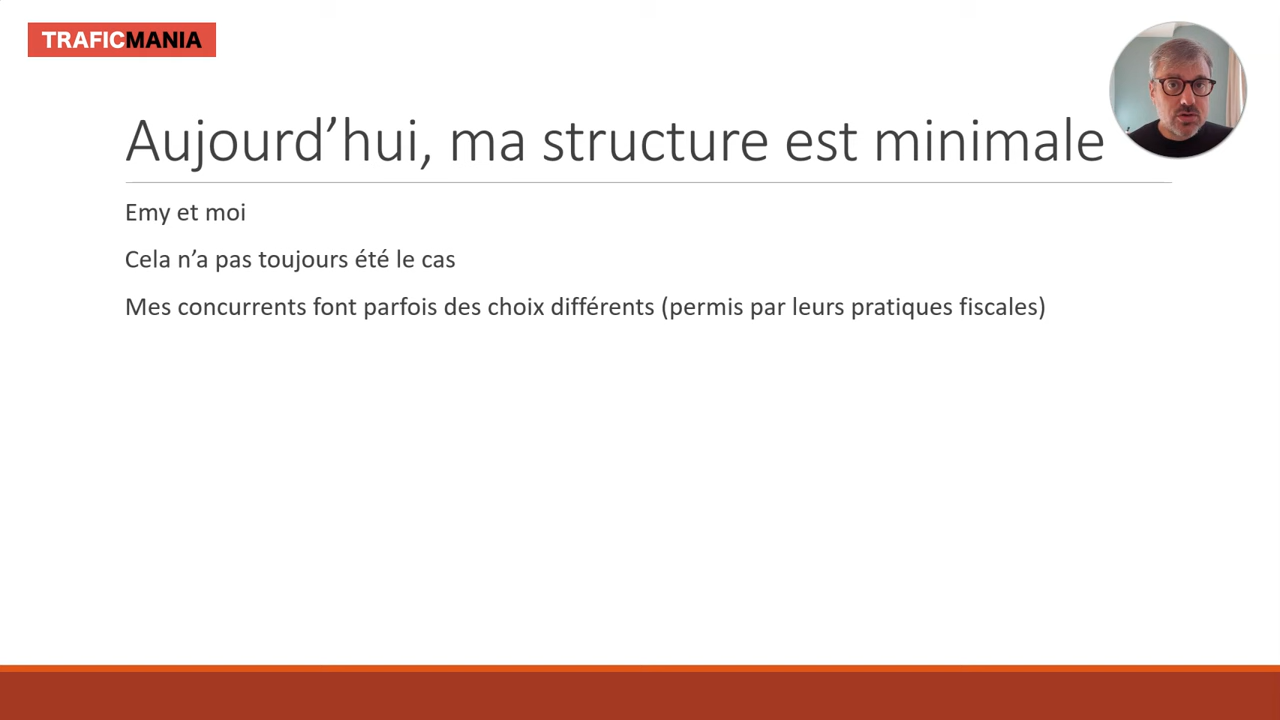 TRAFICMANIA
Aujourd’hui, ma structure est minimale
Emy et moi
Cela n’a pas toujours été le cas
Mes concurrents font parfois des choix différents (permis par leurs pratiques fiscales)